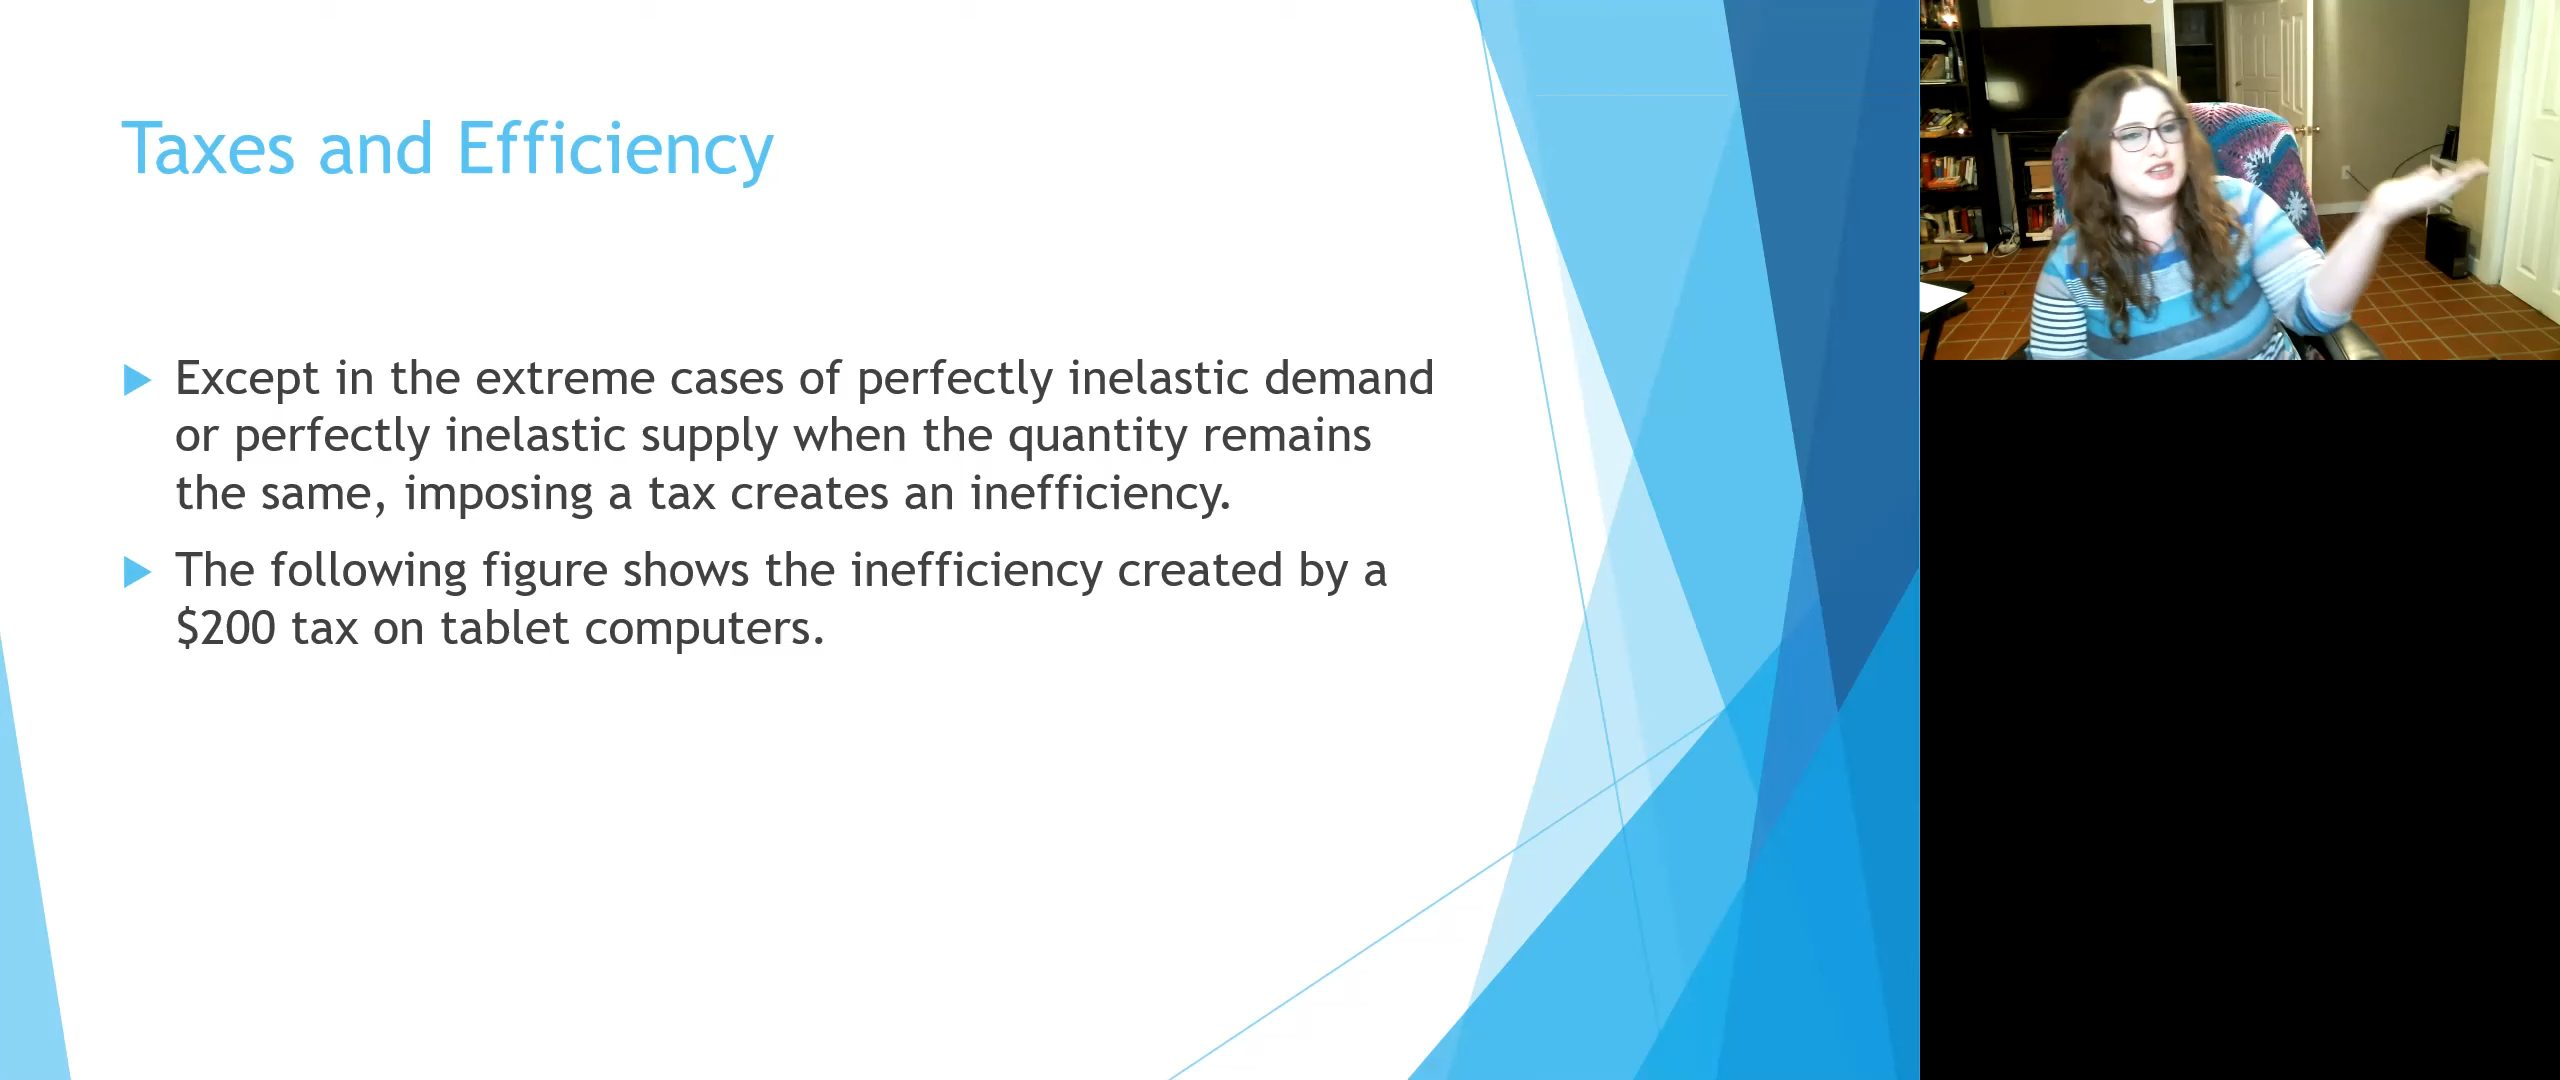 Taxes and Efficiency
Except in the extreme cases of perfectly inelastic demand
or perfectly inelastic supply when the quantity remains
the same, imposing a tax creates an inefficiency.
The following figure shows the inefficiency created by a
$200 tax on tablet computers.